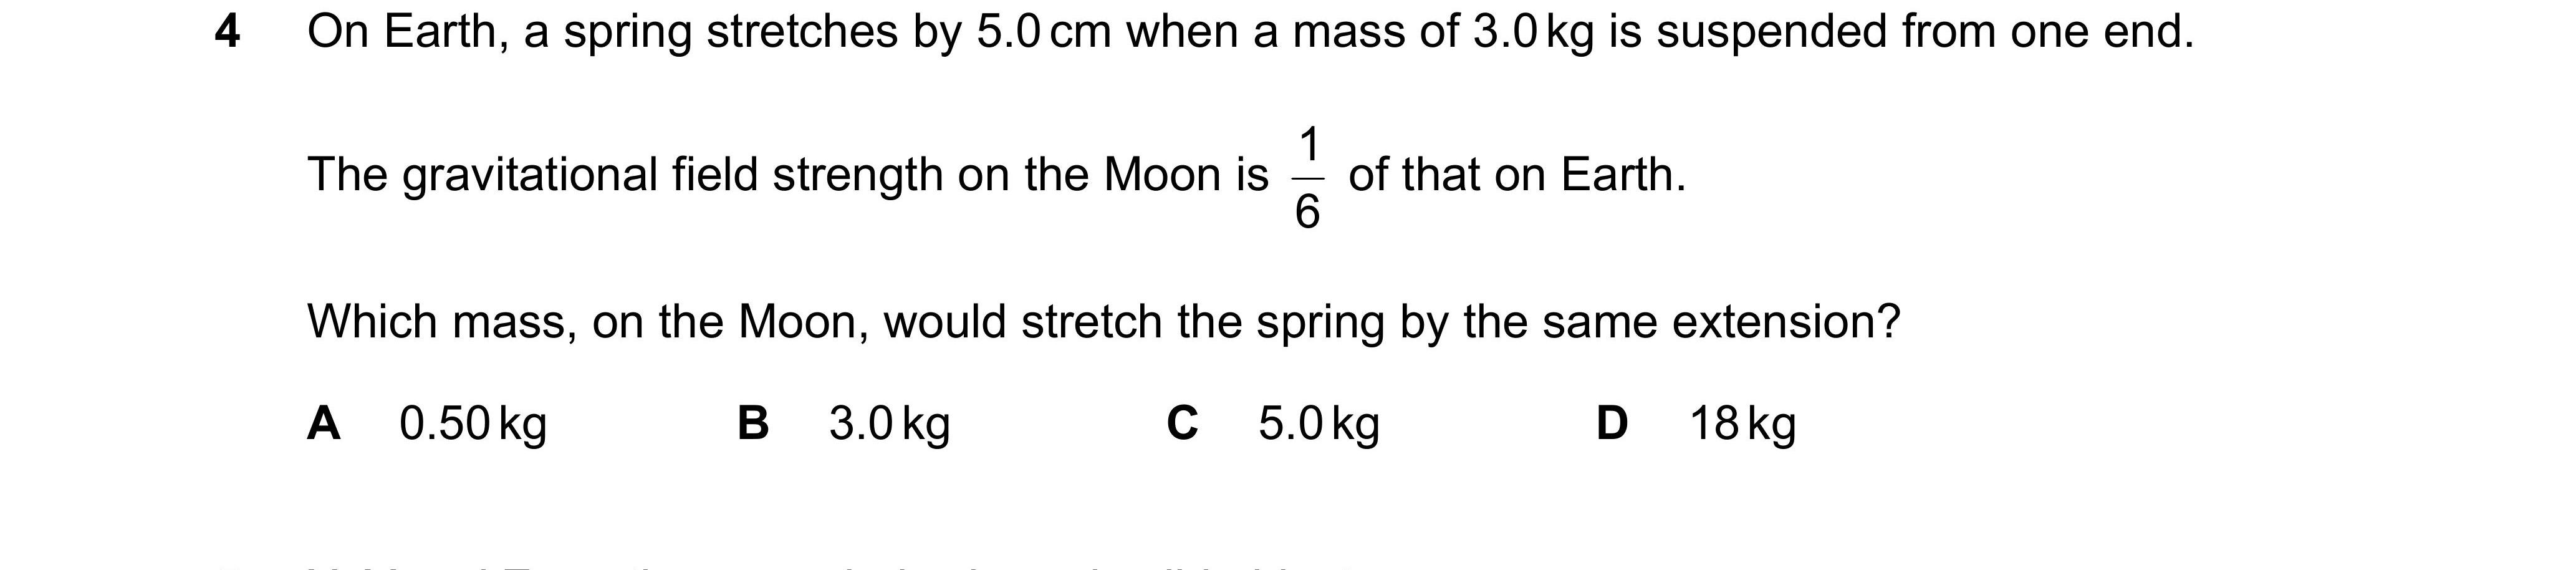 4 On Earth, a spring stretches by 5.0 cm when a mass of 3.0 kg is suspended from one end.
The gravitational field strength on the Moon is 1/6 of that on Earth.
Which mass, on the Moon, would stretch the spring by the same extension?
A 0.50 kg B 3.0 kg C 5.0 kg D 18 kg